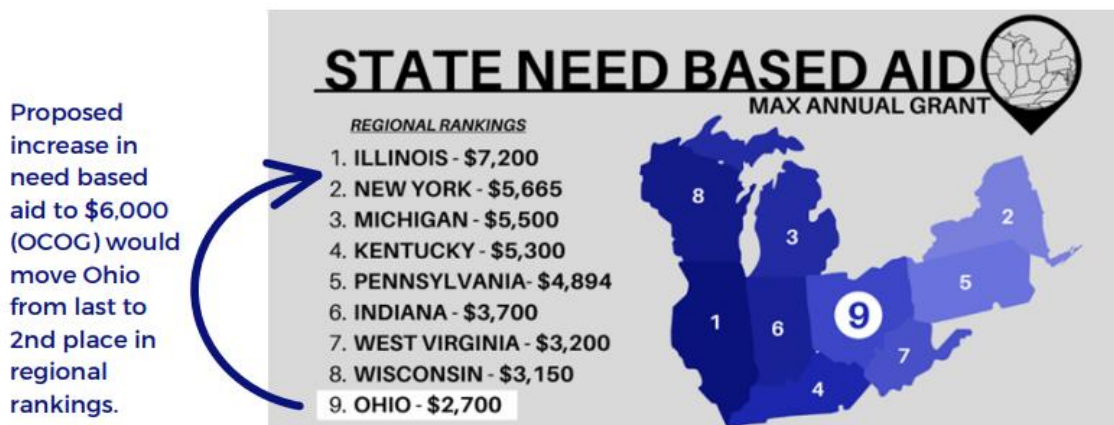 Proposed
increase in
need based
aid to $6,000
(OCOG) would
move Ohio
from last to
2nd place in
regional
rankings.
STATE NEED BASED AID
MAX ANNUAL GRANT
REGIONAL RANKINGS
1. ILLINOIS - $7,200
2. NEW YORK - $5,665
3. MICHIGAN - $5,500
4. KENTUCKY - $5,300
5. PENNSYLVANIA- $4,894
6. INDIANA - $3,700
7. WEST VIRGINIA - $3,200
8. WISCONSIN - $3,150
9. OHIO - $2,700
8
3
2
5
9
1
6
7
4